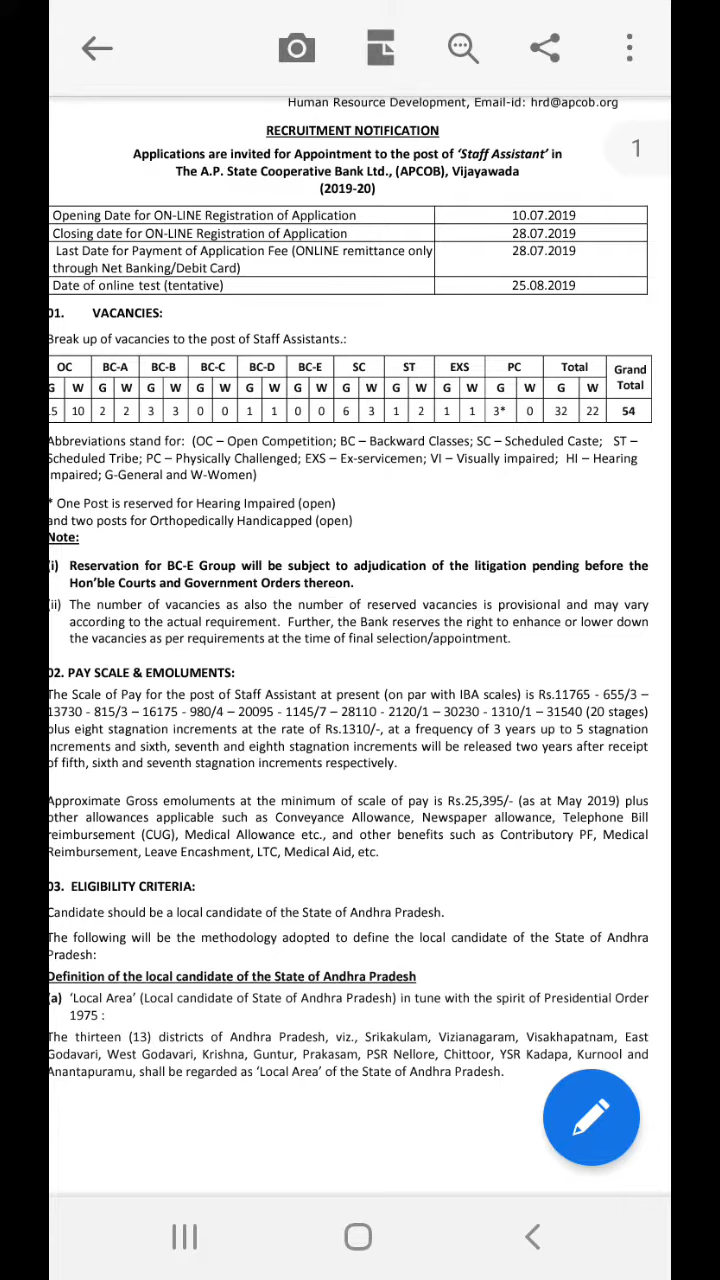 Human Resource Development, Email-id: hrd@apcob.org
RECRUITMENT NOTIFICATION
1
Applications are invited for Appointment to the post of ‘Staff Assistant’ in
The A.P. State Cooperative Bank Ltd., (APCOB), Vijayawada
(2019-20)
Opening Date for ON-LINE Registration of Application 10.07.2019
Closing date for ON-LINE Registration of Application 28.07.2019
Last Date for Payment of Application Fee (ONLINE remittance only 28.07.2019
through Net Banking/Debit Card)
Date of online test (tentative) 25.08.2019
01. VACANCIES:
Break up of vacancies to the post of Staff Assistants.:
OC BC-A BC-B BC-C BC-D BC-E SC ST EXS PC Total Grand
G W G W G W G W G W G W G W G W G W G W G W Total
5 10 2 2 3 3 0 0 1 1 0 0 6 3 1 2 1 1 3* 0 32 22 54
Abbreviations stand for: (OC – Open Competition; BC – Backward Classes; SC – Scheduled Caste; ST –
Scheduled Tribe; PC – Physically Challenged; EXS – Ex-servicemen; VI – Visually impaired; HI – Hearing
mpaired; G-General and W-Women)
* One Post is reserved for Hearing Impaired (open)
and two posts for Orthopedically Handicapped (open)
Note:
i) Reservation for BC-E Group will be subject to adjudication of the litigation pending before the
Hon’ble Courts and Government Orders thereon.
ii) The number of vacancies as also the number of reserved vacancies is provisional and may vary
according to the actual requirement. Further, the Bank reserves the right to enhance or lower down
the vacancies as per requirements at the time of final selection/appointment.
02. PAY SCALE & EMOLUMENTS:
The Scale of Pay for the post of Staff Assistant at present (on par with IBA scales) is Rs.11765 - 655/3 –
13730 - 815/3 – 16175 - 980/4 – 20095 - 1145/7 – 28110 - 2120/1 – 30230 - 1310/1 – 31540 (20 stages)
plus eight stagnation increments at the rate of Rs.1310/-, at a frequency of 3 years up to 5 stagnation
ncrements and sixth, seventh and eighth stagnation increments will be released two years after receipt
of fifth, sixth and seventh stagnation increments respectively.
Approximate Gross emoluments at the minimum of scale of pay is Rs.25,395/- (as at May 2019) plus
other allowances applicable such as Conveyance Allowance, Newspaper allowance, Telephone Bill
reimbursement (CUG), Medical Allowance etc., and other benefits such as Contributory PF, Medical
Reimbursement, Leave Encashment, LTC, Medical Aid, etc.
03. ELIGIBILITY CRITERIA:
Candidate should be a local candidate of the State of Andhra Pradesh.
The following will be the methodology adopted to define the local candidate of the State of Andhra
Pradesh:
Definition of the local candidate of the State of Andhra Pradesh
a) ‘Local Area’ (Local candidate of State of Andhra Pradesh) in tune with the spirit of Presidential Order
1975 :
The thirteen (13) districts of Andhra Pradesh, viz., Srikakulam, Vizianagaram, Visakhapatnam, East
Godavari, West Godavari, Krishna, Guntur, Prakasam, PSR Nellore, Chittoor, YSR Kadapa, Kurnool and
Anantapuramu, shall be regarded as ‘Local Area’ of the State of Andhra Pradesh.